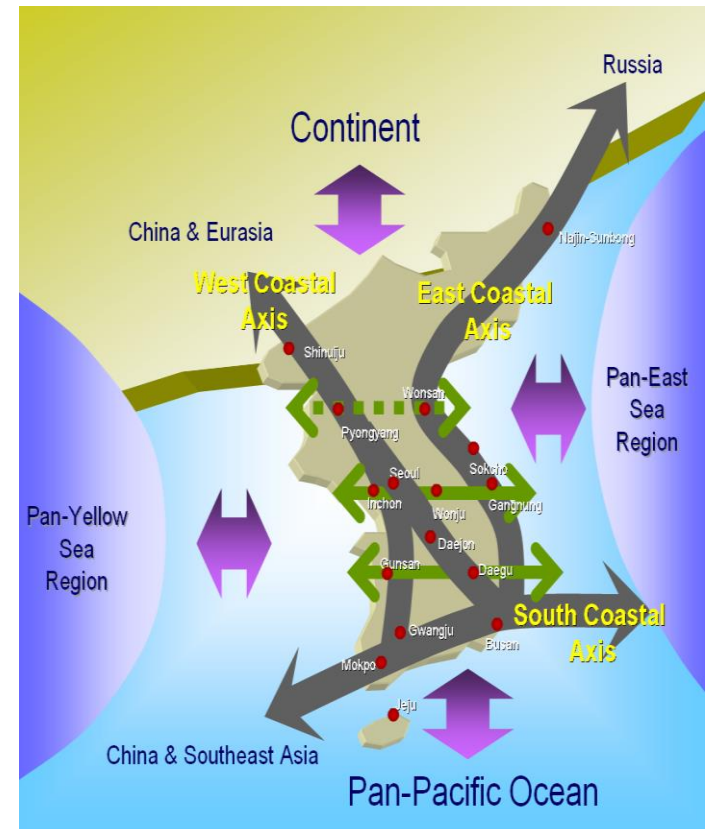 Russia
Continent
China & Eurasia
Najin-Sunbong
West Coastal
Axis
East Coastal
Axis
Shinuiju
Pan-East
Sea
Region
Wonsan
Pyongyang
Sokcho
Seoul
Inchon
Gangnung
Wonju
Pan-Yellow
Sea
Region
Daejon
Gunsan
Daegu
South Coastal
Axis
Gwangju
Busan
Mokpo
Jeju
China & Southeast Asia
Pan-Pacific Ocean